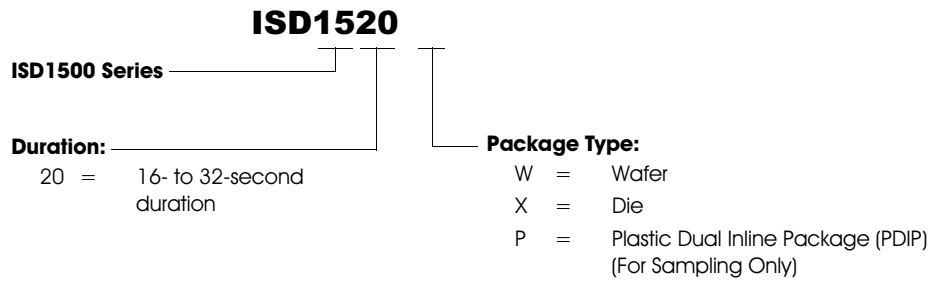 ISD1520
ISD1500 Series
Duration:
20 = 16- to 32-second
duration
Package Type:
W = Wafer
X = Die
P = Plastic Dual Inline Package (PDIP)
(For Sampling Only)